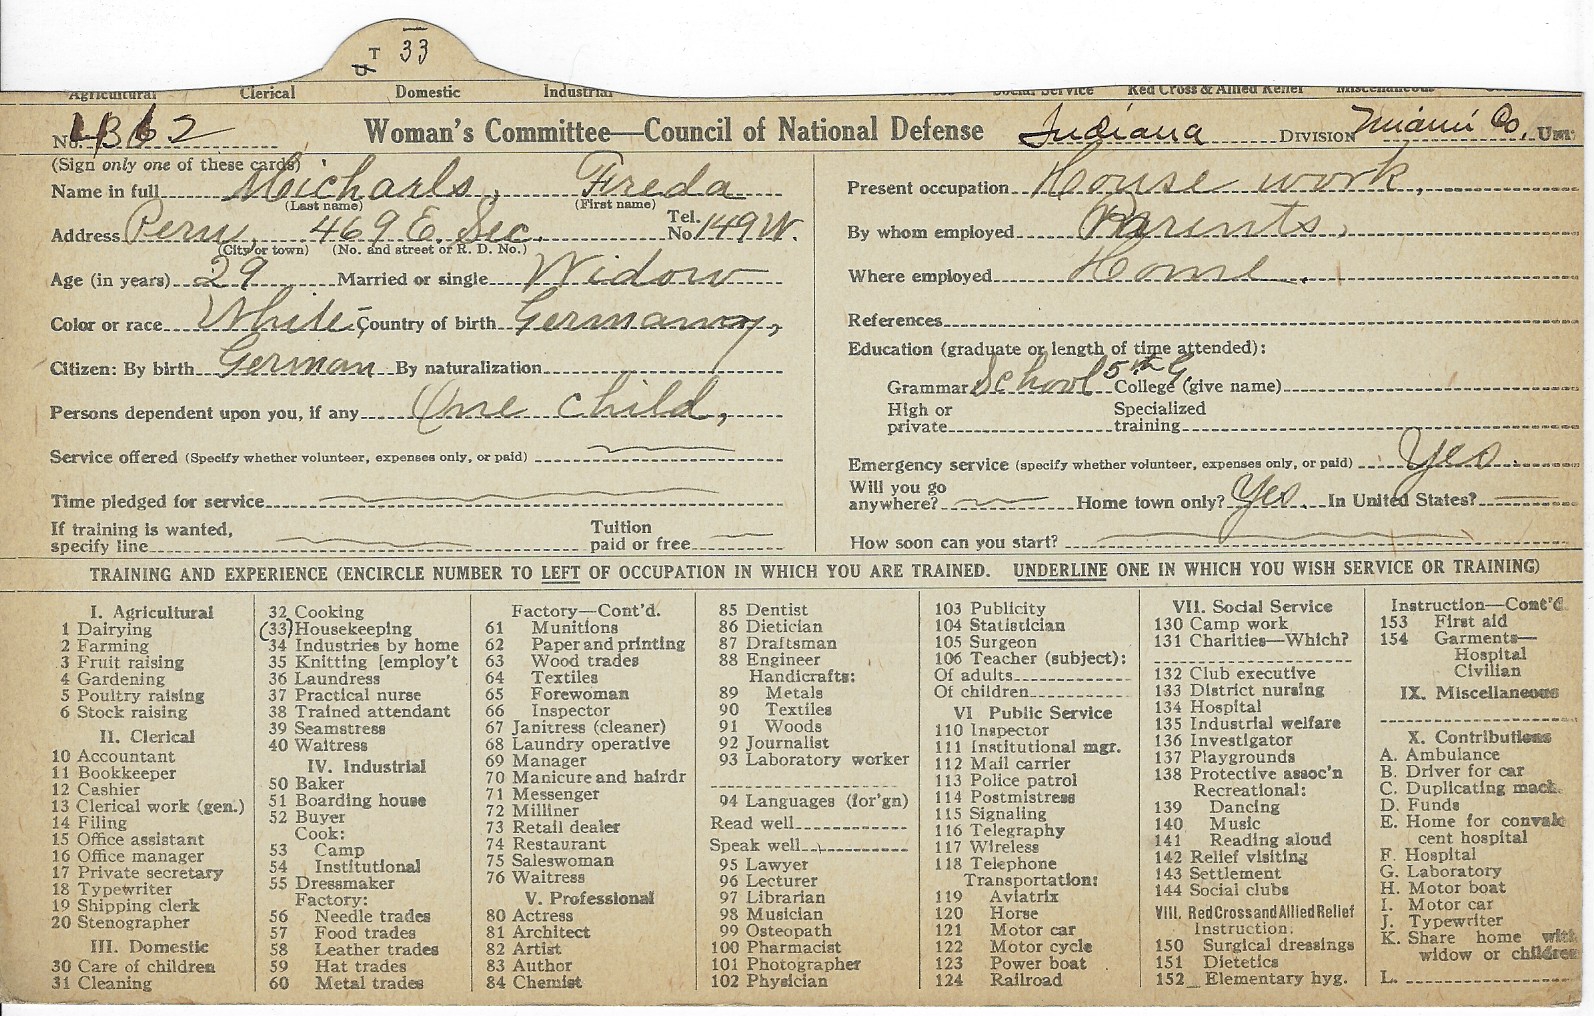 T 33
Agricultural Clerical Domestic Industrial Social Service Red Cross & Allied Relief Miscellaneous
No. 1362 Woman's Committee—Council of National Defense Indiana DIVISION Miami Co. UNIT
(Sign only one of these cards)
Name in full Michaels, Freda
(Last name) (First name)
Address Peru, 469 E. Sec. Tel. No. 149 W.
(City or town) (No. and street or R. D. No.)
Age (in years) 29 Married or single Widow
Color or race White, Country of birth Germany,
Citizen: By birth German By naturalization
Persons dependent upon you, if any One child,
Service offered (Specify whether volunteer, expenses only, or paid)
Time pledged for service
If training is wanted,
specify line
Tuition
paid or free
Present occupation House work,
By whom employed Parents,
Where employed Home.
References
Education (graduate or length of time attended):
Grammar School 5th G. College (give name)
High or
private
Specialized
training
Emergency service (specify whether volunteer, expenses only, or paid) Yes.
Will you go
anywhere? Home town only? Yes. In United States?
How soon can you start?
TRAINING AND EXPERIENCE (ENCIRCLE NUMBER TO LEFT OF OCCUPATION IN WHICH YOU ARE TRAINED. UNDERLINE ONE IN WHICH YOU WISH SERVICE OR TRAINING)
I. Agricultural
1 Dairying
2 Farming
3 Fruit raising
4 Gardening
5 Poultry raising
6 Stock raising
II. Clerical
10 Accountant
11 Bookkeeper
12 Cashier
13 Clerical work (gen.)
14 Filing
15 Office assistant
16 Office manager
17 Private secretary
18 Typewriter
19 Shipping clerk
20 Stenographer
III. Domestic
30 Care of children
31 Cleaning
32 Cooking
(33) Housekeeping
34 Industries by home
35 Knitting [employ't
36 Laundress
37 Practical nurse
38 Trained attendant
39 Seamstress
40 Waitress
IV. Industrial
50 Baker
51 Boarding house
52 Buyer
Cook:
53 Camp
54 Institutional
55 Dressmaker
Factory:
56 Needle trades
57 Food trades
58 Leather trades
59 Hat trades
60 Metal trades
Factory—Cont'd.
61 Munitions
62 Paper and printing
63 Wood trades
64 Textiles
65 Forewoman
66 Inspector
67 Janitress (cleaner)
68 Laundry operative
69 Manager
70 Manicure and hairdr
71 Messenger
72 Milliner
73 Retail dealer
74 Restaurant
75 Saleswoman
76 Waitress
V. Professional
80 Actress
81 Architect
82 Artist
83 Author
84 Chemist
85 Dentist
86 Dietician
87 Draftsman
88 Engineer
Handicrafts:
89 Metals
90 Textiles
91 Woods
92 Journalist
93 Laboratory worker
94 Languages (for'gn)
Read well
Speak well
95 Lawyer
96 Lecturer
97 Librarian
98 Musician
99 Osteopath
100 Pharmacist
101 Photographer
102 Physician
103 Publicity
104 Statistician
105 Surgeon
106 Teacher (subject):
Of adults
Of children
VI Public Service
110 Inspector
111 Institutional mgr.
112 Mail carrier
113 Police patrol
114 Postmistress
115 Signaling
116 Telegraphy
117 Wireless
118 Telephone
Transportation:
119 Aviatrix
120 Horse
121 Motor car
122 Motor cycle
123 Power boat
124 Railroad
VII. Social Service
130 Camp work
131 Charities—Which?
132 Club executive
133 District nursing
134 Hospital
135 Industrial welfare
136 Investigator
137 Playgrounds
138 Protective assoc'n
Recreational:
139 Dancing
140 Music
141 Reading aloud
142 Relief visiting
143 Settlement
144 Social clubs
VIII. Red Cross and Allied Relief
Instruction:
150 Surgical dressings
151 Dietetics
152 Elementary hyg.
Instruction—Cont'd
153 First aid
154 Garments—
Hospital
Civilian
IX. Miscellaneous
X. Contributions
A. Ambulance
B. Driver for car
C. Duplicating mach.
D. Funds
E. Home for convales
cent hospital
F. Hospital
G. Laboratory
H. Motor boat
I. Motor car
J. Typewriter
K. Share home with
widow or children
L.